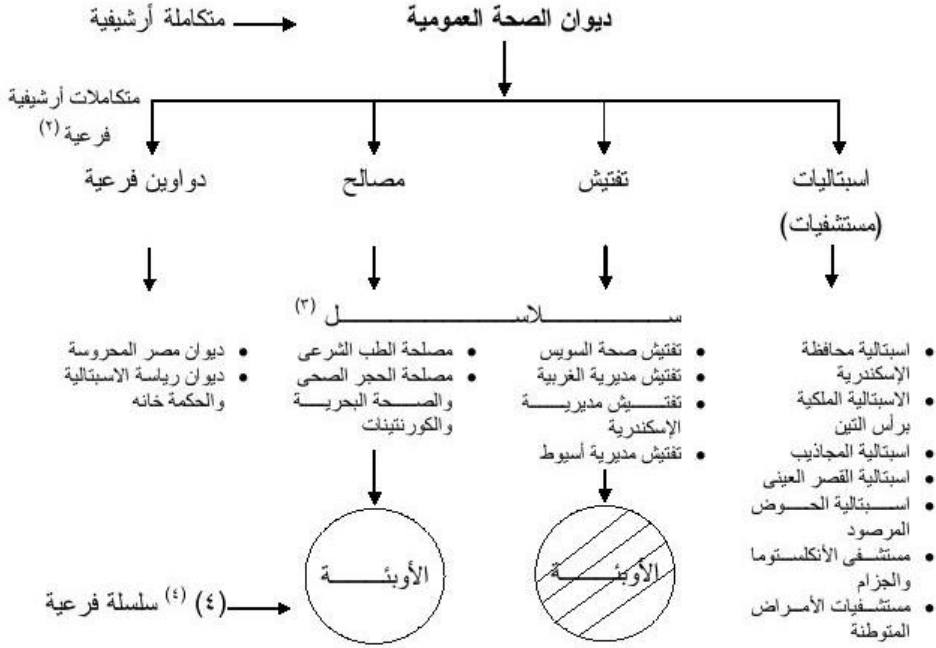 ديوان الصحة العمومية
متكاملة أرشيفية
متكاملات أرشيفية
فرعية (٢)
اسبتاليات
(مستشفيات)
تفتيش
مصالح
دواوين فرعية
ســـلاســـل (٣)
• اسبتالية محافظة
الإسكندرية
• الاسبتالية الملكية
برأس التين
• اسبتالية المجاذيب
• اسبتالية القصر العينى
• اسبتالية الحوض
المرصود
• مستشفى الأنكلستوما
والجزام
• مستشفيات الأمراض
المتوطنة
• تفتيش صحة السويس
• تفتيش مديرية الغربية
• تفتيش مديرية
الإسكندرية
• تفتيش مديرية أسيوط
• مصلحة الطب الشرعى
• مصلحة الحجر الصحى
والصحة البحرية
والكورنتينات
• ديوان مصر المحروسة
• ديوان رياسة الاسبتالية
والحكمة خانه
الأوبئة
الأوبئة
(٤) (٤) سلسلة فرعية